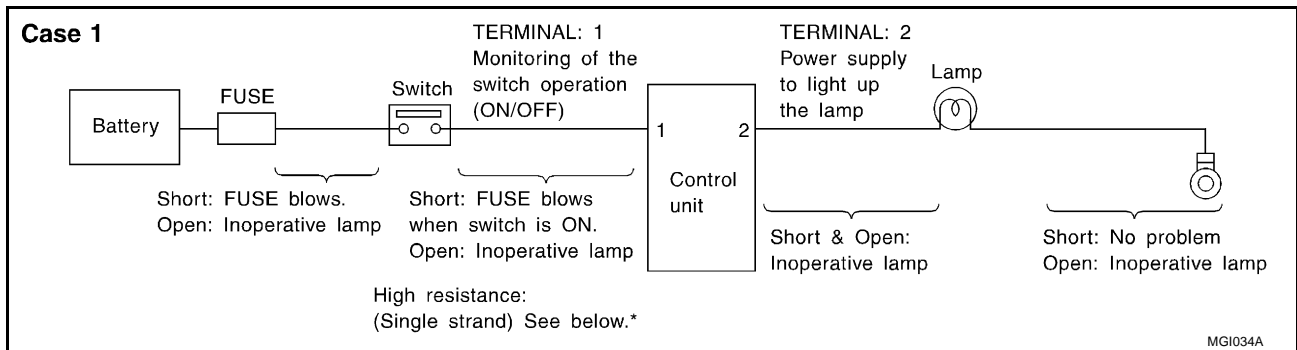 Case 1
TERMINAL: 1
Monitoring of the
switch operation
(ON/OFF)
TERMINAL: 2
Power supply
to light up
the lamp
Lamp
Switch
FUSE
Battery
1
2
Control
unit
Short: FUSE blows.
Open: Inoperative lamp
Short: FUSE blows
when switch is ON.
Open: Inoperative lamp
Short & Open:
Inoperative lamp
Short: No problem
Open: Inoperative lamp
High resistance:
(Single strand) See below.*
MGI034A